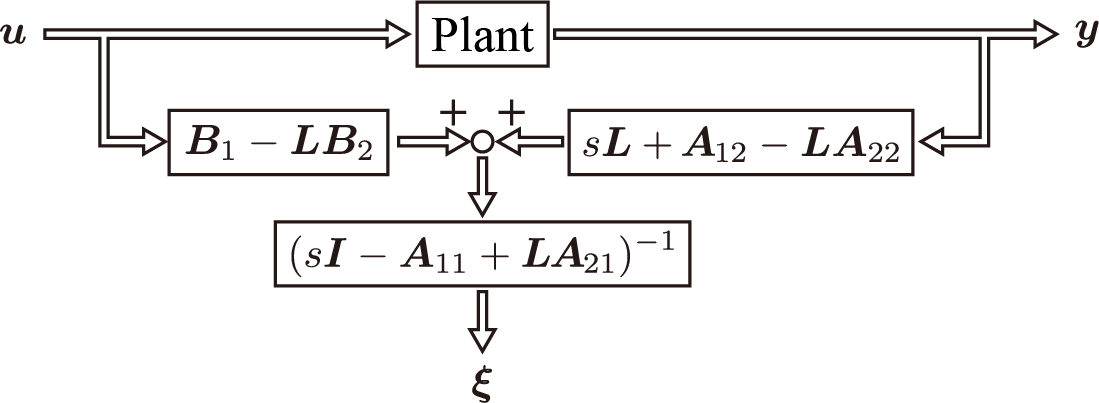 u Plant y
+ +
B₁ − LB₂ sL + A₁₂ − LA₂₂
(sI − A₁₁ + LA₂₁)⁻¹
ξ